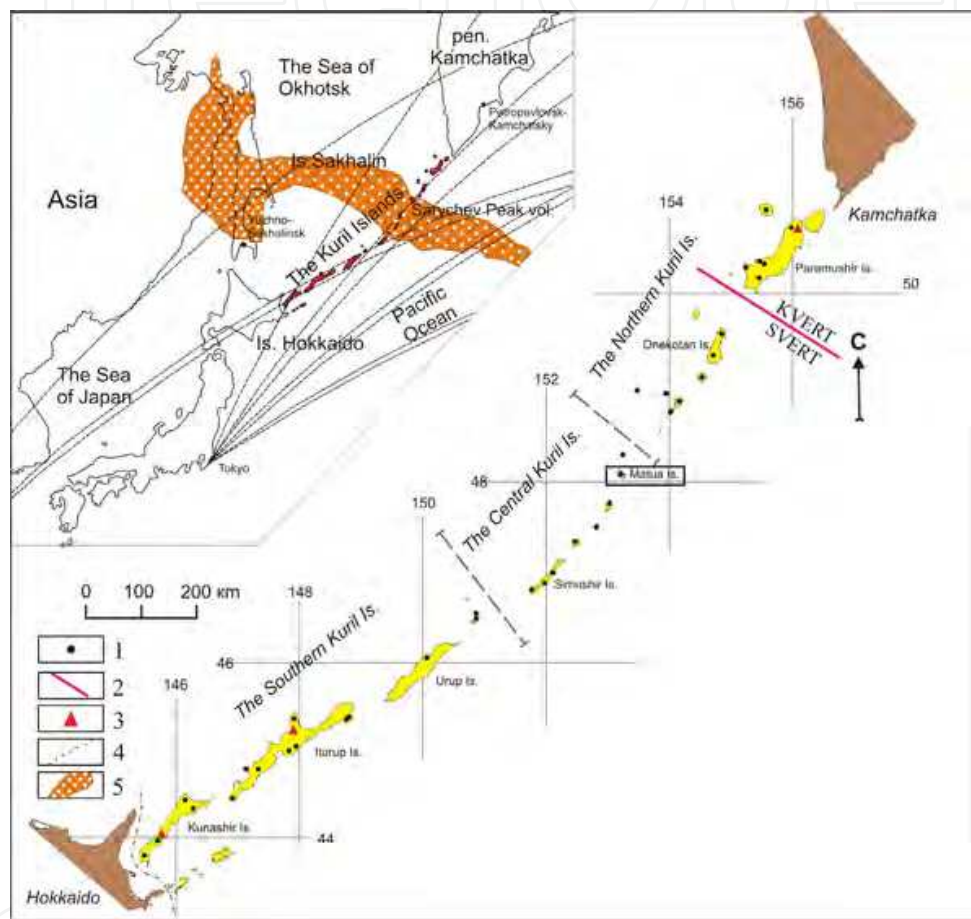 pen.
Kamchatka
The Sea of
Okhotsk
Petropavlovsk-
Kamchatsky
Is.Sakhalin
Asia
Sarychev Peak vol.
Yuzhno-
Sakhalinsk
The Kuril Islands
Pacific
Ocean
Is. Hokkaido
The Sea
of Japan
Tokyo
156
154
Kamchatka
Paramushir Is.
50
KVERT
SVERT
C
The Northern Kuril Is.
Onekotan Is.
152
The Central Kuril Is.
Matua Is.
48
150
Simushir Is.
0 100 200 км
148
The Southern Kuril Is.
46
Urup Is.
146
Iturup Is.
1
2
3
4
5
Kunashir Is.
44
Hokkaido